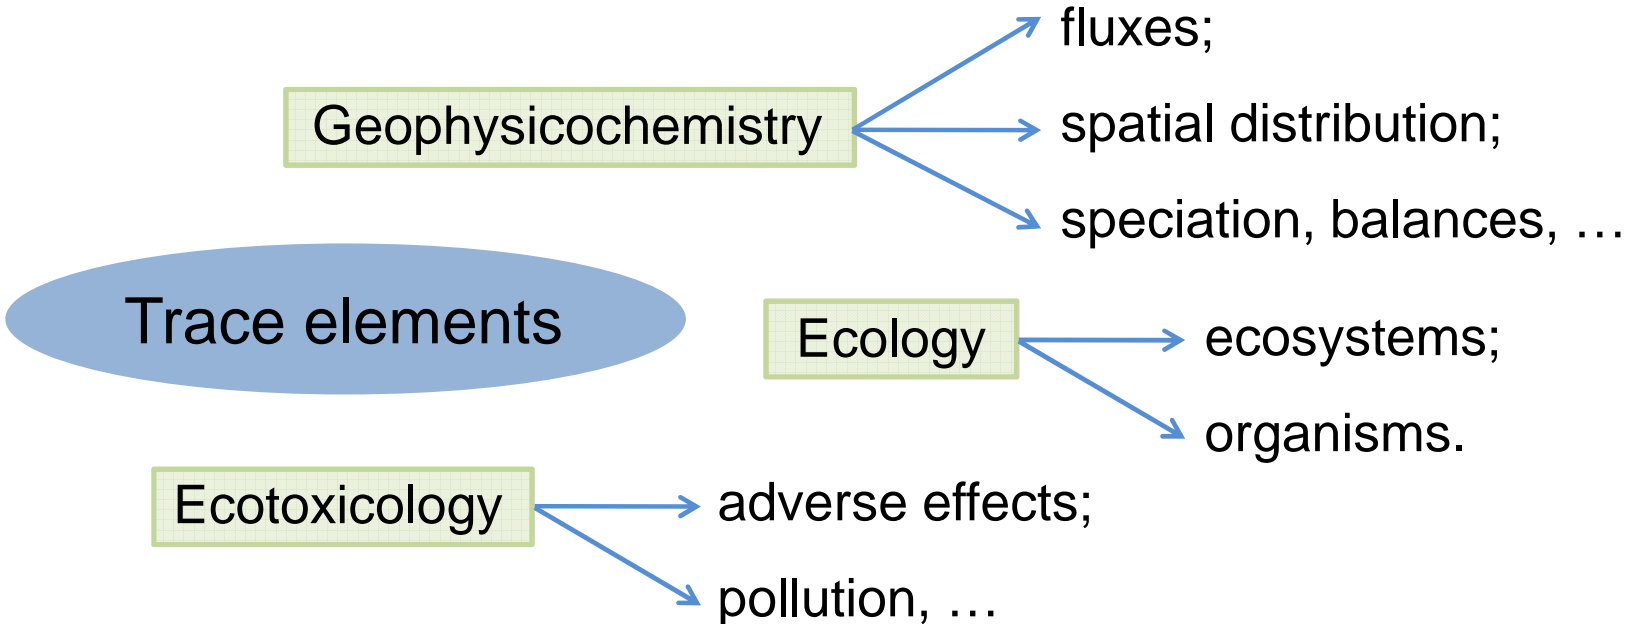 fluxes;
Geophysicochemistry
spatial distribution;
speciation, balances, …
Trace elements
Ecology
ecosystems;
organisms.
Ecotoxicology
adverse effects;
pollution, …